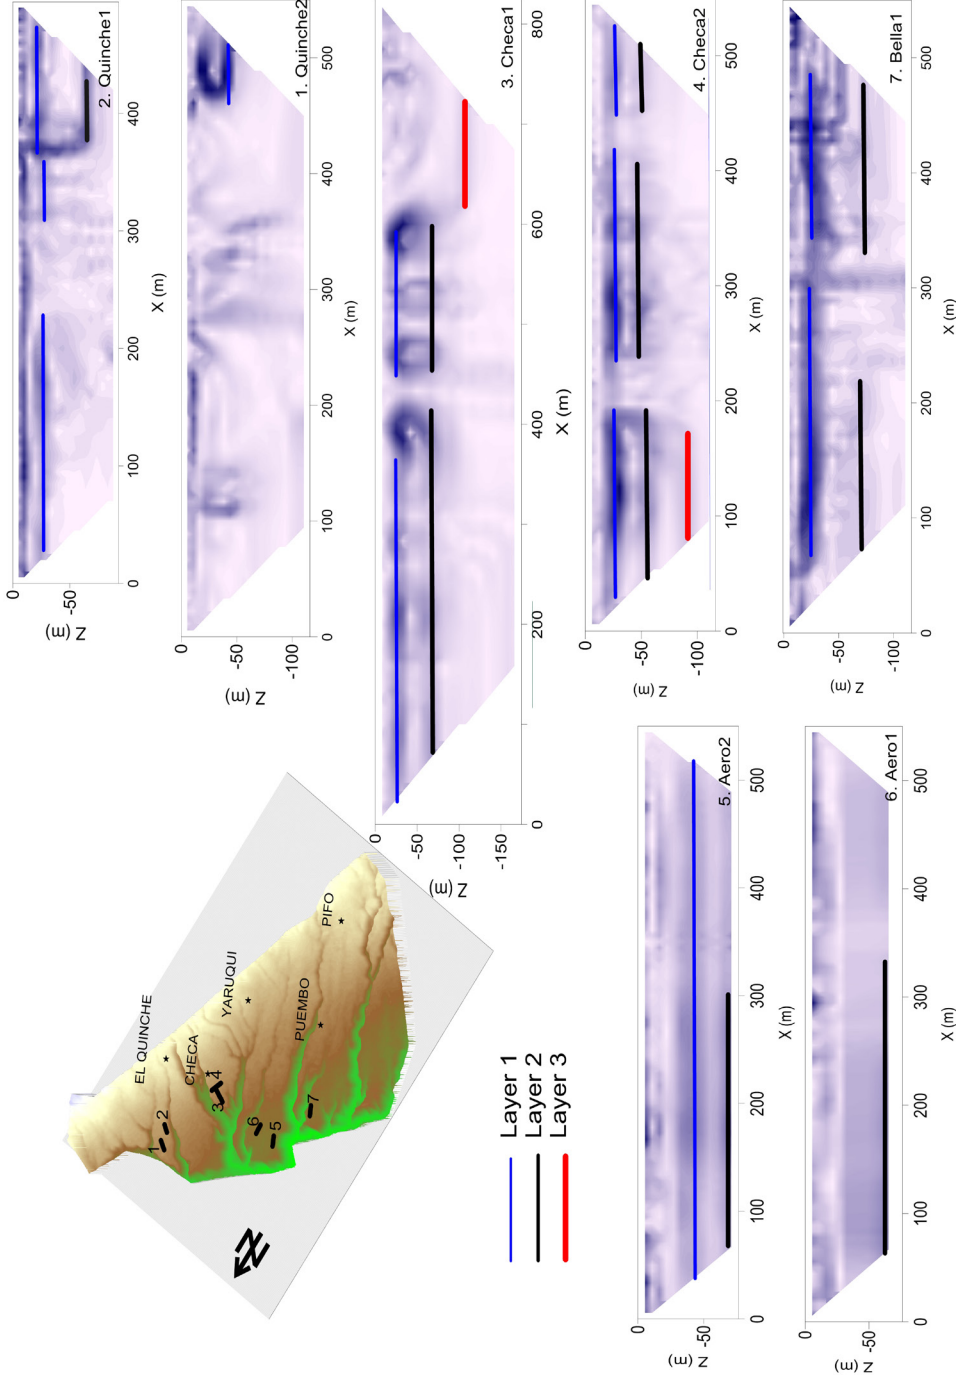 EL QUINCHE
CHECA
YARUQUI
PUEMBO
PIFO
1
2
3
4
5
6
7
N
Layer 1
Layer 2
Layer 3
2. Quinche1
0
-50
Z (m)
0
100
200
300
400
X (m)
1. Quinche2
0
-50
-100
Z (m)
0
100
200
300
400
500
X (m)
3. Checa1
0
-50
-100
-150
Z (m)
0
200
400
600
800
X (m)
4. Checa2
0
-50
-100
Z (m)
0
100
200
300
400
500
X (m)
7. Bella1
0
-50
-100
Z (m)
0
100
200
300
400
500
X (m)
5. Aero2
0
-50
Z (m)
0
100
200
300
400
500
X (m)
6. Aero1
0
-50
Z (m)
0
100
200
300
400
500
X (m)